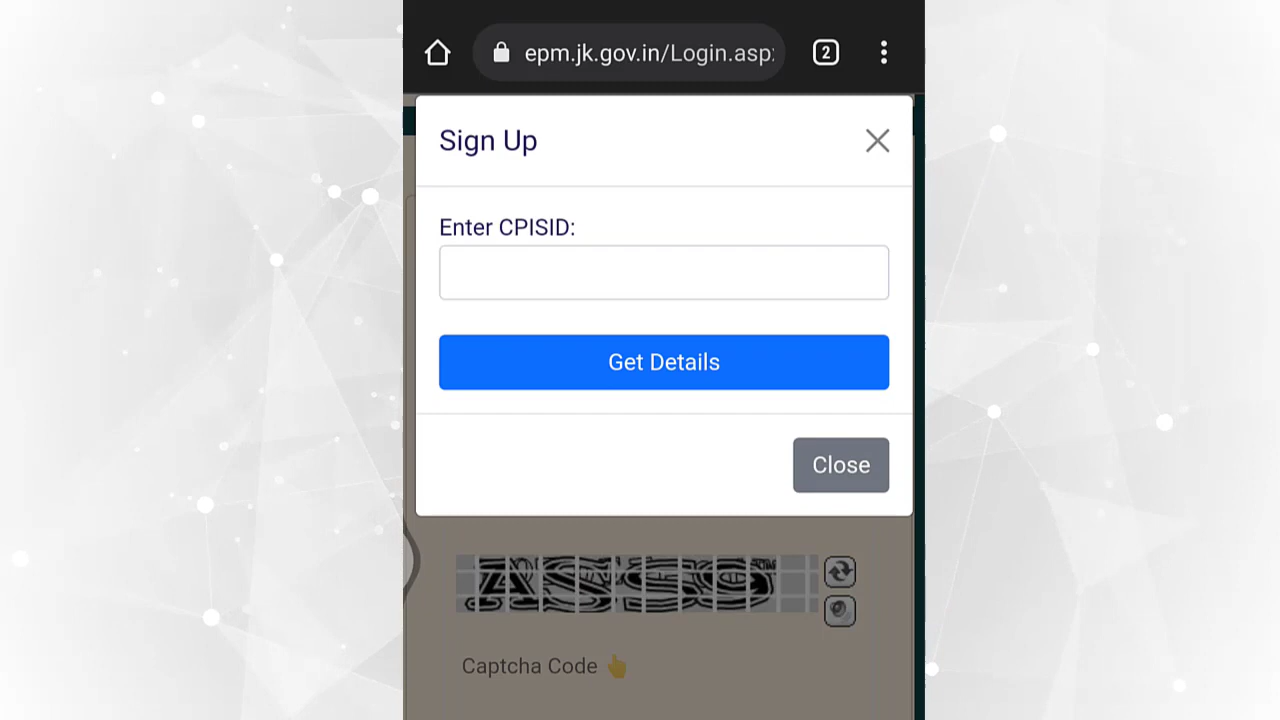 epm.jk.gov.in/Login.asp
2
Sign Up
Enter CPISID:
Get Details
Close
Captcha Code 👆